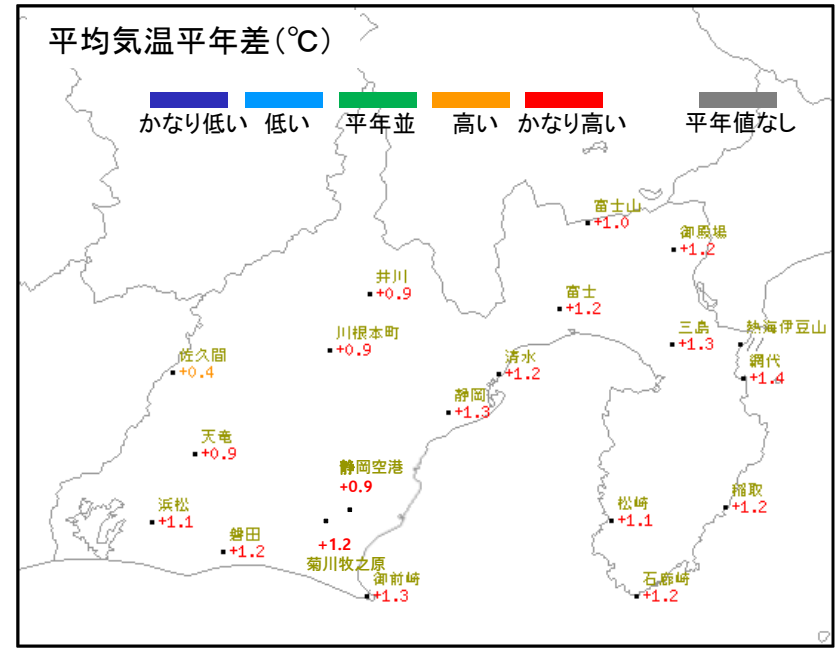 平均気温平年差(℃)
かなり低い 低い 平年並 高い かなり高い 平年値なし
富士山
+1.0
御殿場
+1.2
井川
+0.9
富士
+1.2
川根本町
+0.9
三島
+1.3
熱海伊豆山
佐久間
+0.4
清水
+1.2
網代
+1.4
静岡
+1.3
天竜
+0.9
静岡空港
+0.9
浜松
+1.1
松崎
+1.1
稲取
+1.2
磐田
+1.2
+1.2
菊川牧之原
御前崎
+1.3
石廊崎
+1.2